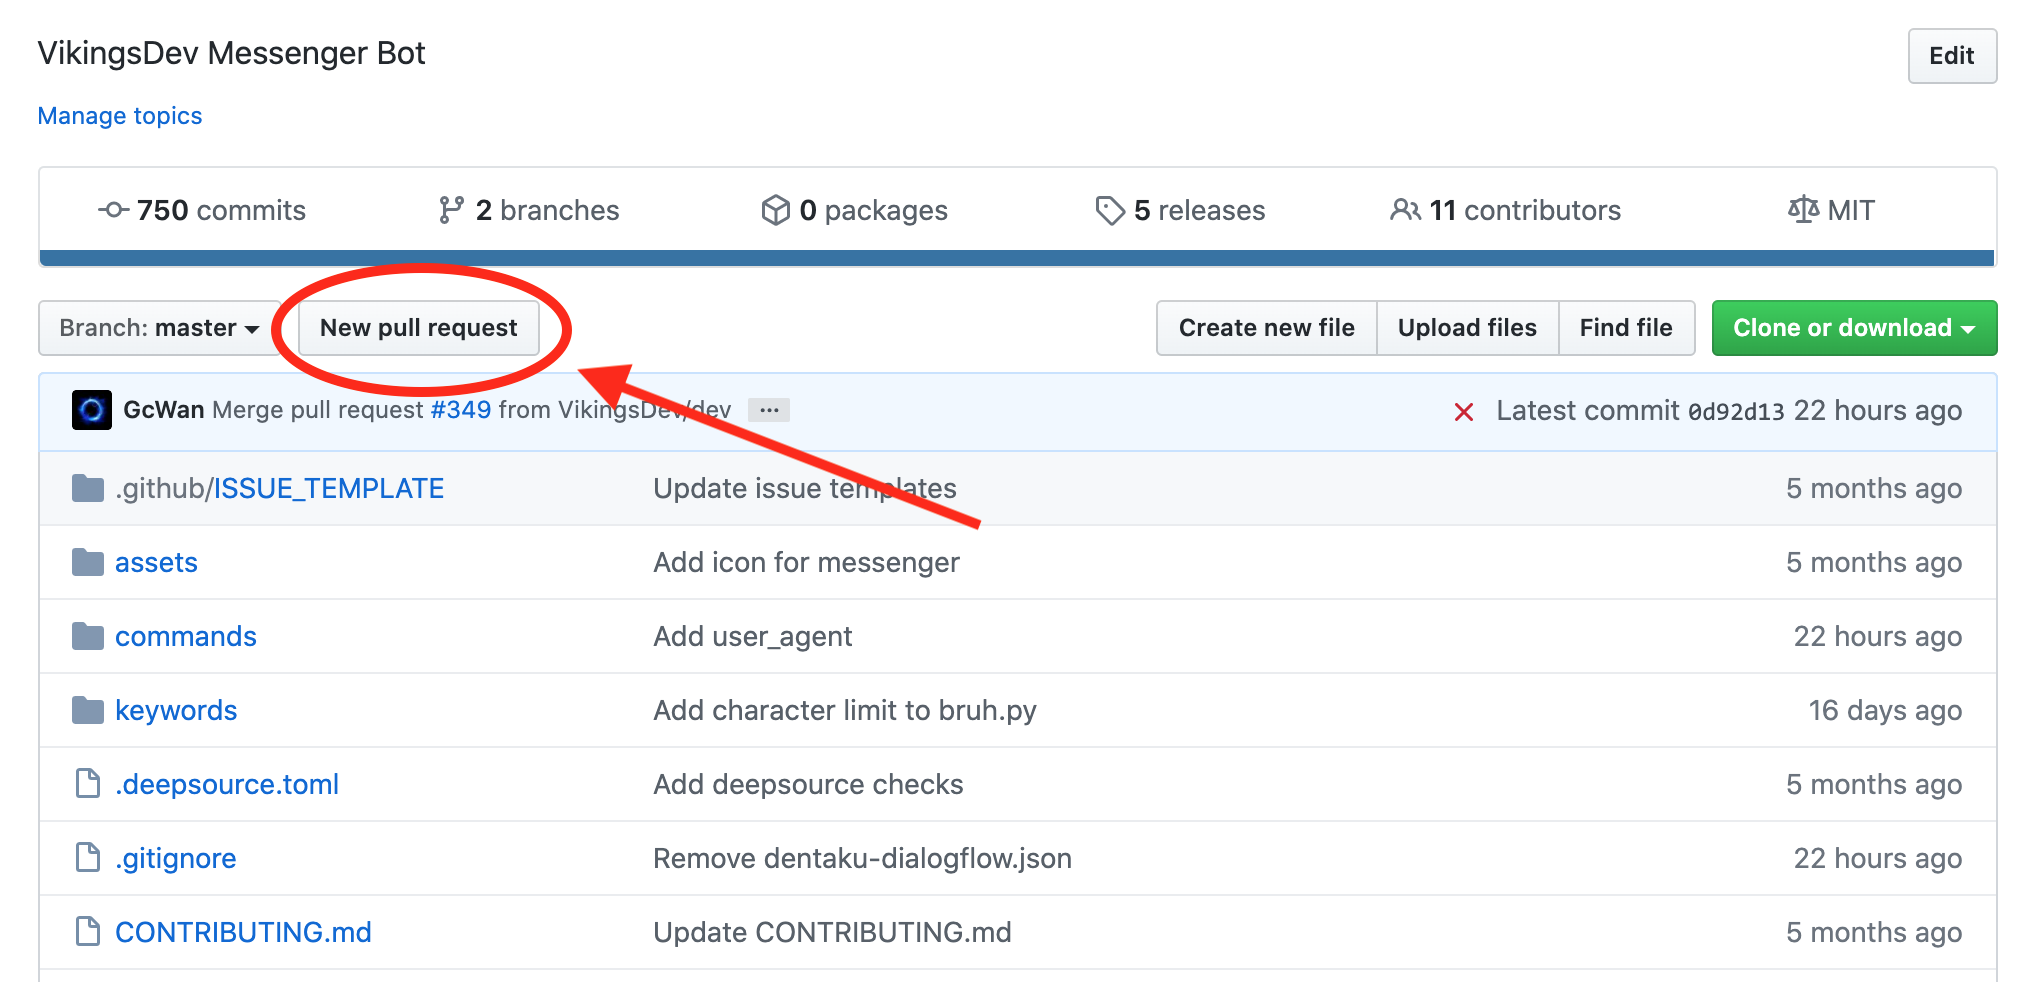 VikingsDev Messenger Bot
Edit
Manage topics
750 commits
2 branches
0 packages
5 releases
11 contributors
MIT
Branch: master
New pull request
Create new file
Upload files
Find file
Clone or download
GcWan Merge pull request #349 from VikingsDev/dev ...
Latest commit 0d92d13 22 hours ago
.github/ISSUE_TEMPLATE
Update issue templates
5 months ago
assets
Add icon for messenger
5 months ago
commands
Add user_agent
22 hours ago
keywords
Add character limit to bruh.py
16 days ago
.deepsource.toml
Add deepsource checks
5 months ago
.gitignore
Remove dentaku-dialogflow.json
22 hours ago
CONTRIBUTING.md
Update CONTRIBUTING.md
5 months ago